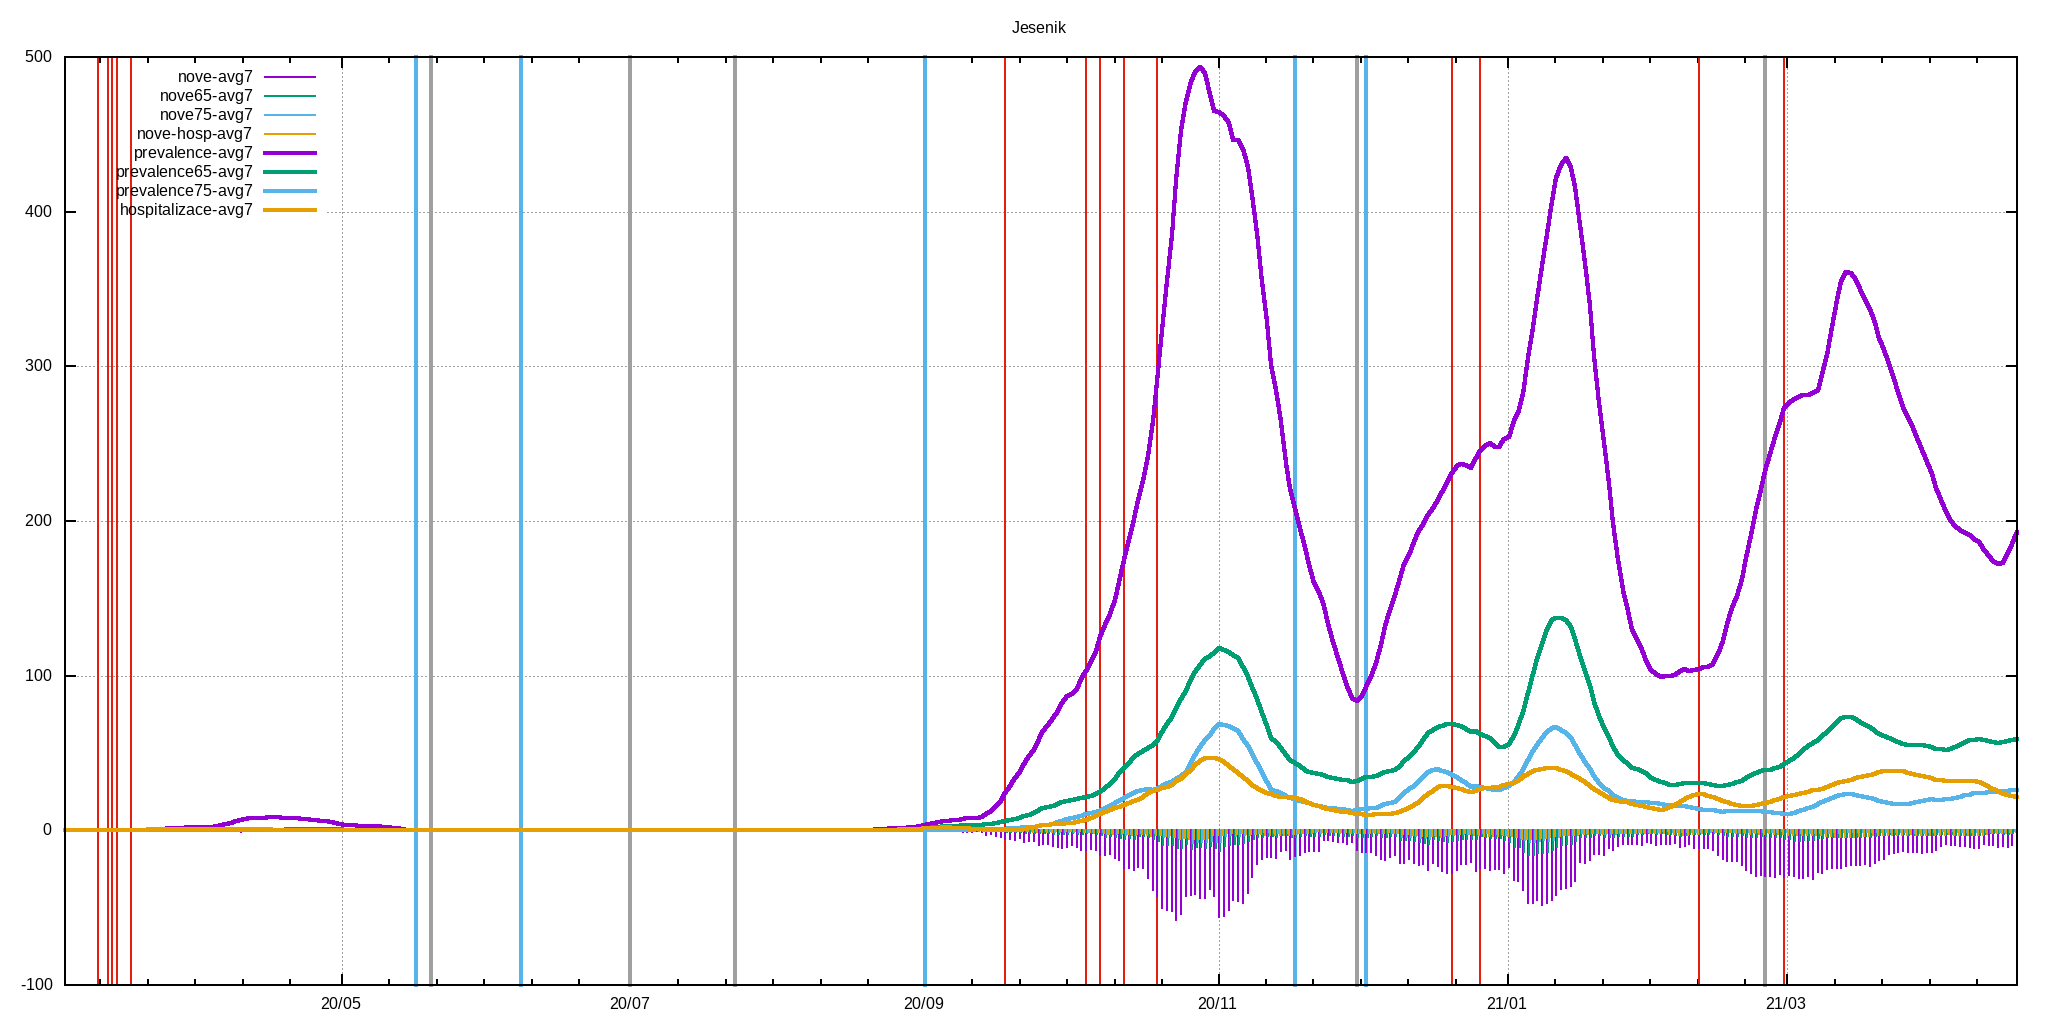 Jesenik
500
400
300
200
100
0
-100
nove-avg7
nove65-avg7
nove75-avg7
nove-hosp-avg7
prevalence-avg7
prevalence65-avg7
prevalence75-avg7
hospitalizace-avg7
20/05 20/07 20/09 20/11 21/01 21/03